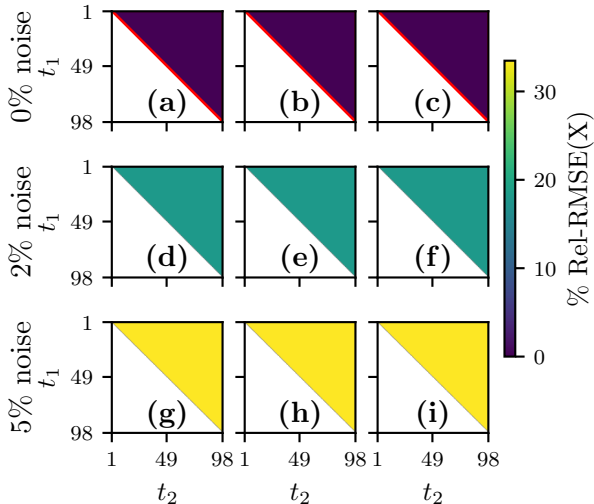 0% noise
t₁
1
49
98
(a)
(b)
(c)
2% noise
t₁
1
49
98
(d)
(e)
(f)
5% noise
t₁
1
49
98
(g)
(h)
(i)
1 49 98 1 49 98 1 49 98
t₂ t₂ t₂
30
20
10
0
% Rel-RMSE(X)